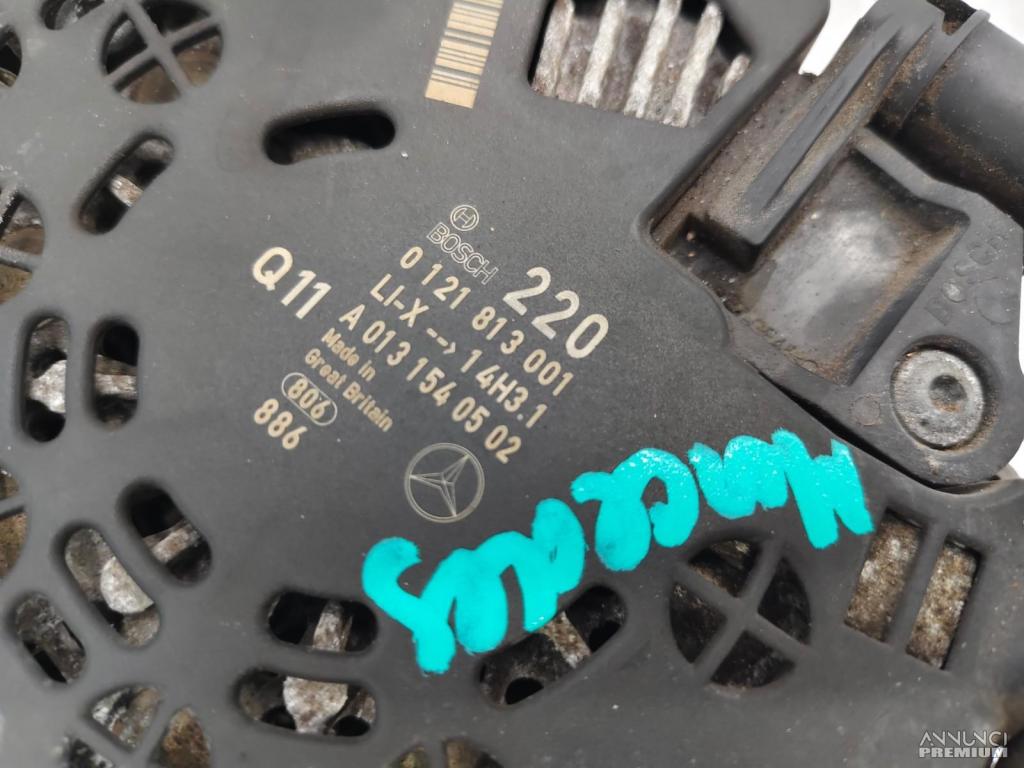 BOSCH
220
0 121 813 001
LI-X --> 14H3.1
A 013 154 05 02
Q11
Made in
Great Britain
806
886
ANNUNCI
PREMIUM